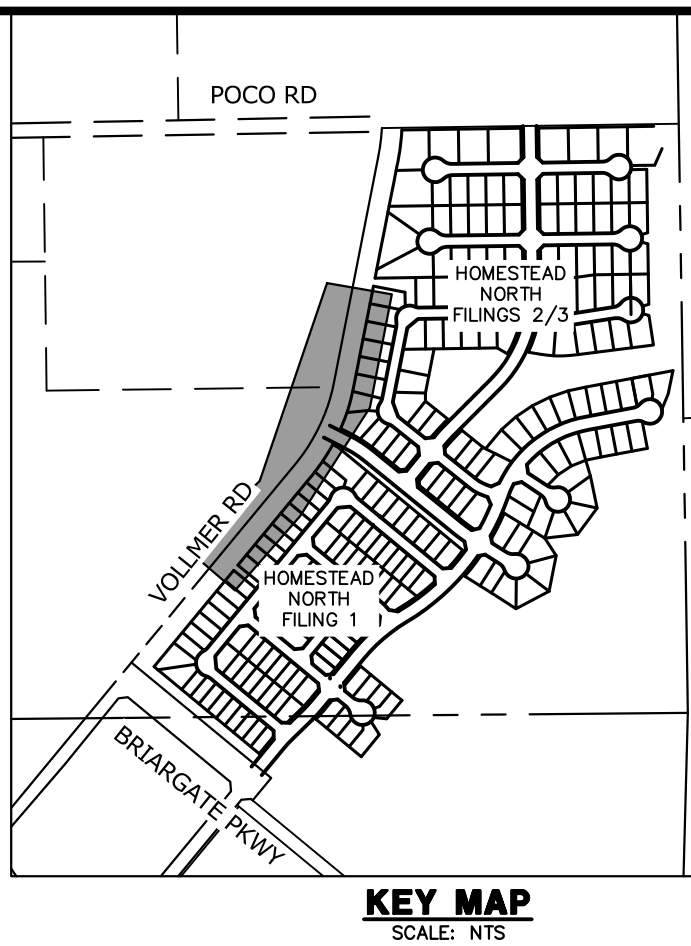 POCO RD
HOMESTEAD
NORTH
FILINGS 2/3
VOLLMER RD
HOMESTEAD
NORTH
FILING 1
BRIARGATE PKWY
KEY MAP
SCALE: NTS